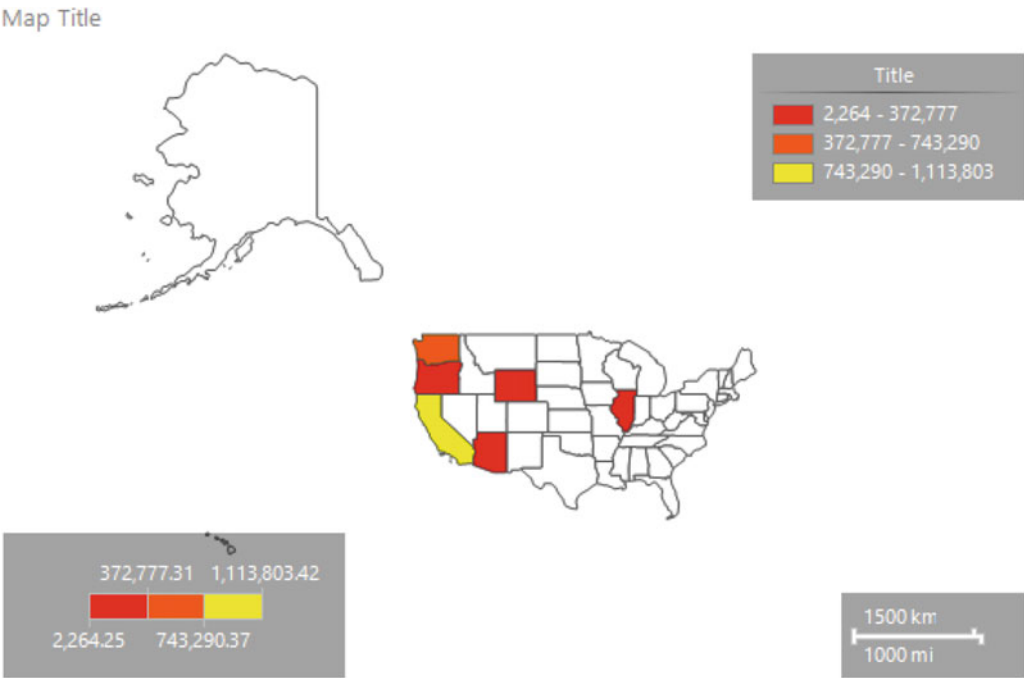 Map Title
Title
2,264 - 372,777
372,777 - 743,290
743,290 - 1,113,803
372,777.31 1,113,803.42
2,264.25 743,290.37
1500 km
1000 mi